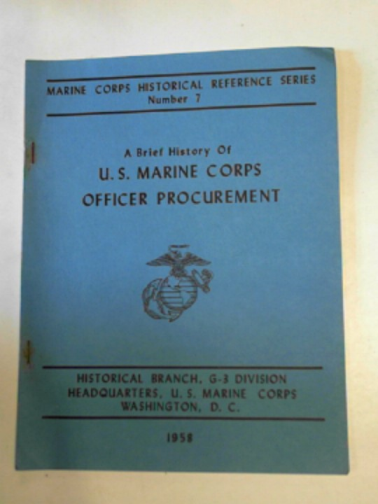 MARINE CORPS HISTORICAL REFERENCE SERIES
Number 7
A Brief History Of
U. S. MARINE CORPS
OFFICER PROCUREMENT
HISTORICAL BRANCH, G-3 DIVISION
HEADQUARTERS, U. S. MARINE CORPS
WASHINGTON, D. C.
1958